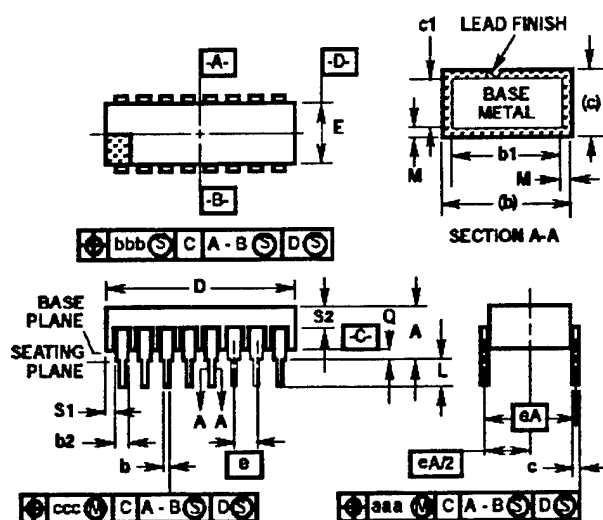 c1 LEAD FINISH
-A- -D-
BASE METAL
(c)
E
M b1 M
-B- (b)
⌖ bbb Ⓢ C A - B Ⓢ D Ⓢ
SECTION A-A
D
S2 Q A
BASE PLANE
-C-
SEATING PLANE
L
S1
A A
eA
b2
b e eA/2 c
⌖ ccc Ⓜ C A - B Ⓢ D Ⓢ
⌖ aaa Ⓜ C A - B Ⓢ D Ⓢ